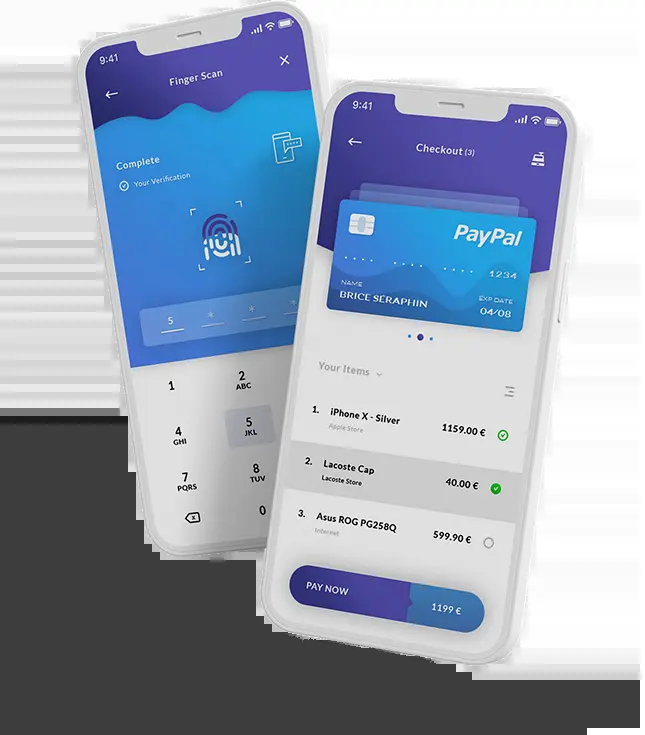 9:41
Finger Scan
Complete
Your Verification
5 * * *
1
2
ABC
4
GHI
5
JKL
7
PQRS
8
TUV
0
9:41
Checkout (3)
PayPal
.... .... .... 1234
NAME
BRICE SERAPHIN
EXP DATE
04/08
Your Items
1. iPhone X - Silver 1159.00 €
Apple Store
2. Lacoste Cap 40.00 €
Lacoste Store
3. Asus ROG PG258Q 599.90 €
Internet
PAY NOW 1199 €